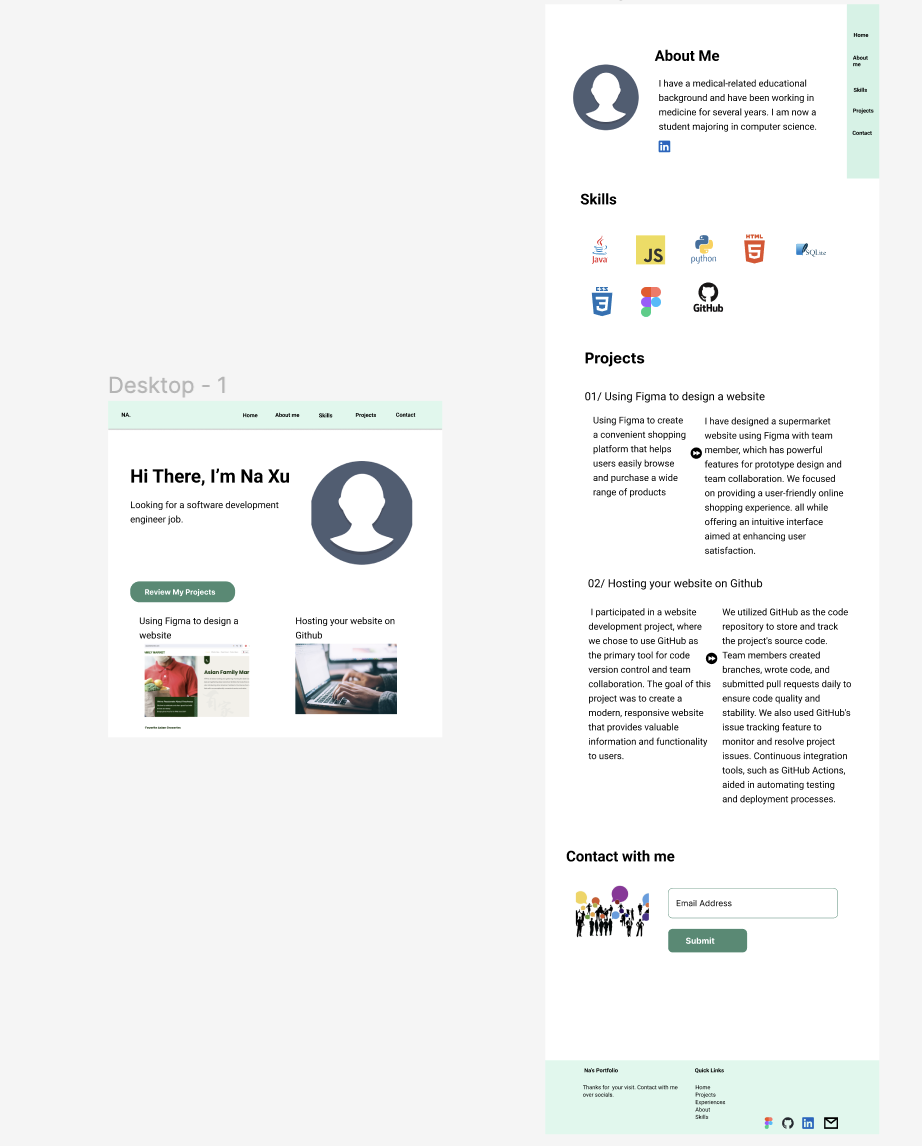 Desktop - 1
NA.
Home
About me
Skills
Projects
Contact
Hi There, I'm Na Xu
Looking for a software development
engineer job.
Review My Projects
Using Figma to design a
website
Hosting your website on
Github
Asian Family Mar
About Me
I have a medical-related educational
background and have been working in
medicine for several years. I am now a
student majoring in computer science.
in
Home
About
me
Skills
Projects
Contact
Skills
Java
JS
python
HTML
5
SQLite
CSS
3
GitHub
Projects
01/ Using Figma to design a website
Using Figma to create
a convenient shopping
platform that helps
users easily browse
and purchase a wide
range of products
I have designed a supermarket
website using Figma with team
member, which has powerful
features for prototype design and
team collaboration. We focused
on providing a user-friendly online
shopping experience. all while
offering an intuitive interface
aimed at enhancing user
satisfaction.
02/ Hosting your website on Github
I participated in a website
development project, where
we chose to use GitHub as
the primary tool for code
version control and team
collaboration. The goal of this
project was to create a
modern, responsive website
that provides valuable
information and functionality
to users.
We utilized GitHub as the code
repository to store and track
the project's source code.
Team members created
branches, wrote code, and
submitted pull requests daily to
ensure code quality and
stability. We also used GitHub's
issue tracking feature to
monitor and resolve project
issues. Continuous integration
tools, such as GitHub Actions,
aided in automating testing
and deployment processes.
Contact with me
Email Address
Submit
Na's Portfolio
Thanks for your visit. Contact with me
over socials.
Quick Links
Home
Projects
Experiences
About
Skills
in